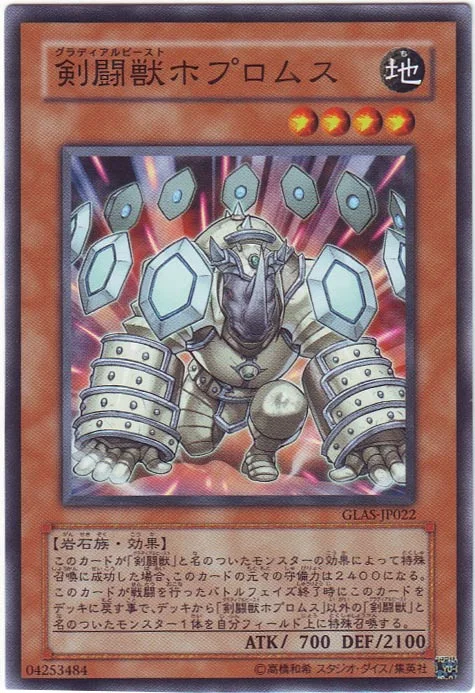 グラディアルビースト
剣闘獣ホプロムス
ち
地
GLAS-JP022
【岩石族・効果】
このカードが「剣闘獣」と名のついたモンスターの効果によって特殊
召喚に成功した場合、このカードの元々の守備力は2400になる。
このカードが戦闘を行ったバトルフェイズ終了時にこのカードを
デッキに戻す事で、デッキから「剣闘獣ホプロムス」以外の「剣闘獣」と
名のついたモンスター1体を自分フィールド上に特殊召喚する。
ATK/ 700 DEF/2100
04253484
©高橋和希 スタジオ・ダイス/集英社